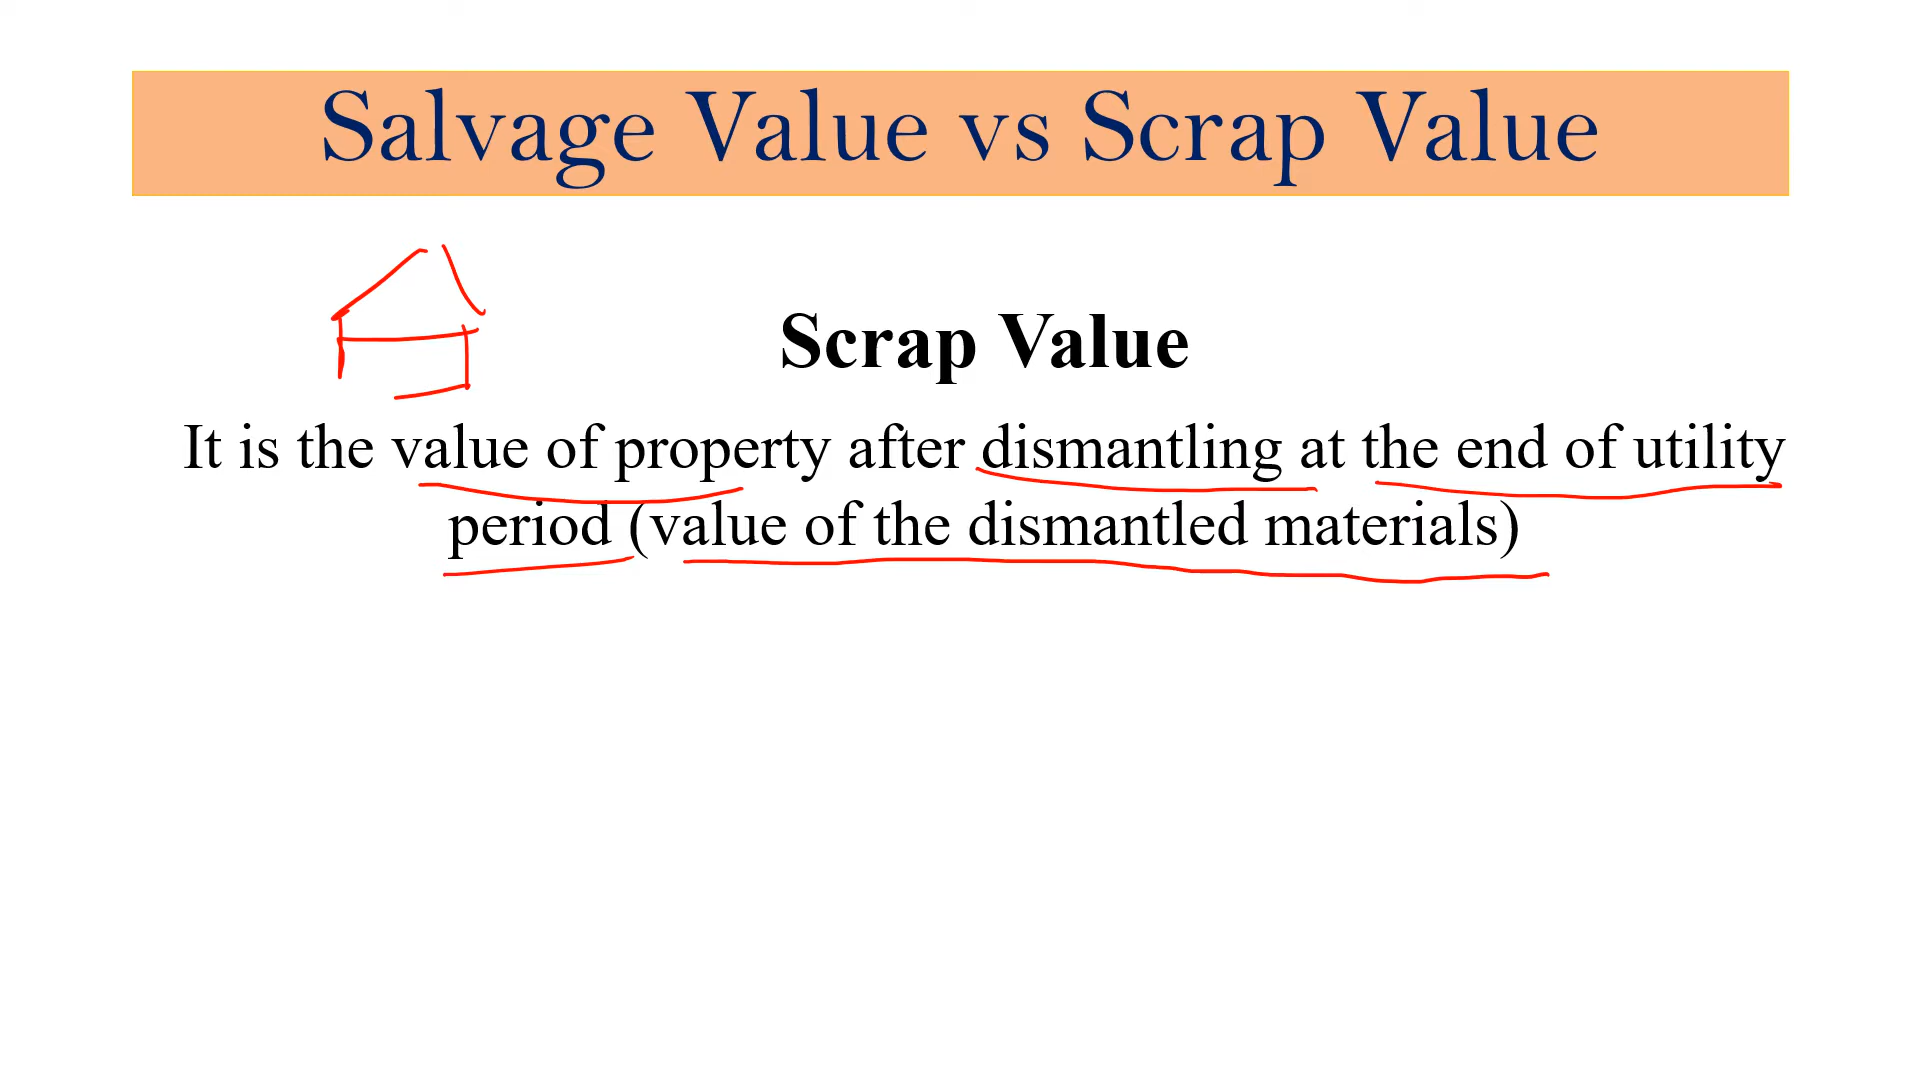 Salvage Value vs Scrap Value
Scrap Value
It is the value of property after dismantling at the end of utility
period (value of the dismantled materials)